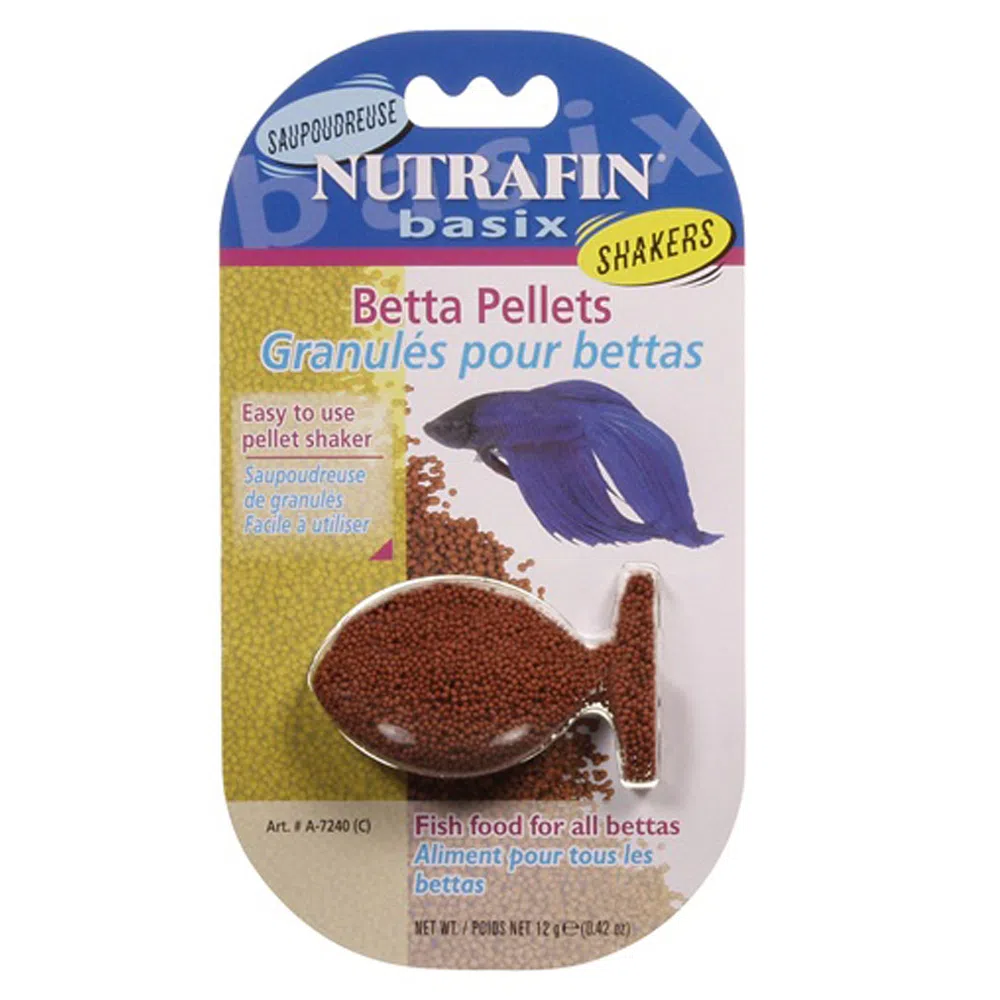 basix
SAUPOUDREUSE
NUTRAFIN®
basix
SHAKERS
Betta Pellets
Granulés pour bettas
Easy to use
pellet shaker
Saupoudreuse
de granulés
Facile à utiliser
Art. # A-7240 (C)
Fish food for all bettas
Aliment pour tous les
bettas
NET WT. / POIDS NET 12 g ℮ (0.42 oz)